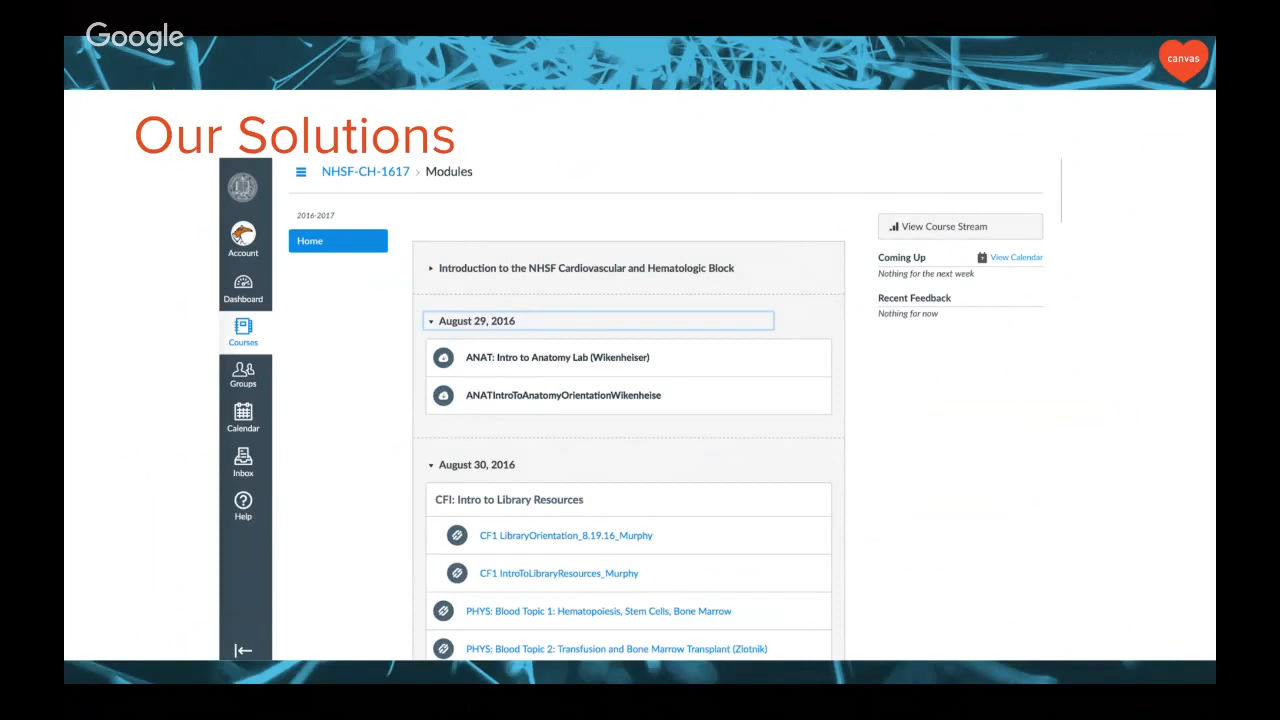 Google
canvas
Our Solutions
NHSF-CH-1617 › Modules
2016-2017
Home
Account
Dashboard
Courses
Groups
Calendar
Inbox
Help
Introduction to the NHSF Cardiovascular and Hematologic Block
August 29, 2016
ANAT: Intro to Anatomy Lab (Wikenheiser)
ANATIntroToAnatomyOrientationWikenheise
August 30, 2016
CFI: Intro to Library Resources
CF1 LibraryOrientation_8.19.16_Murphy
CF1 IntroToLibraryResources_Murphy
PHYS: Blood Topic 1: Hematopoiesis, Stem Cells, Bone Marrow
PHYS: Blood Topic 2: Transfusion and Bone Marrow Transplant (Zlotnik)
View Course Stream
Coming Up View Calendar
Nothing for the next week
Recent Feedback
Nothing for now